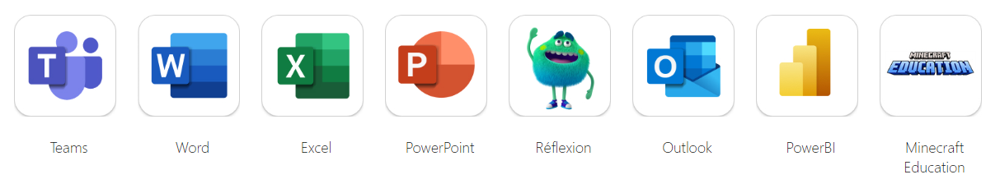 T
W
X
P
O
MINECRAFT
EDUCATION
Teams
Word
Excel
PowerPoint
Réflexion
Outlook
PowerBI
Minecraft
Education